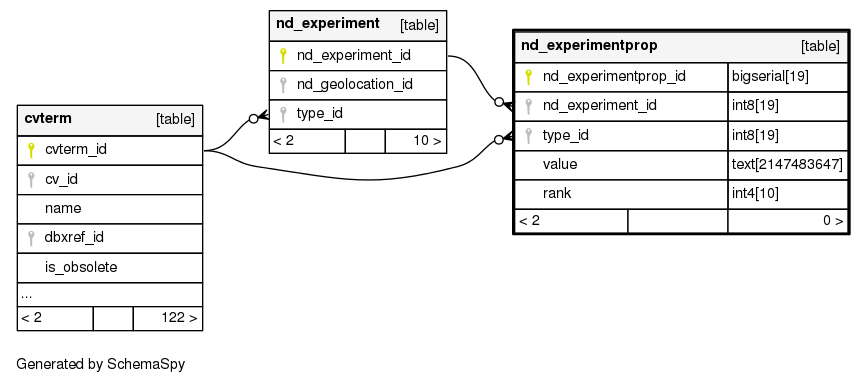 nd_experiment [table]
nd_experiment_id
nd_geolocation_id
type_id
< 2 10 >
nd_experimentprop [table]
nd_experimentprop_id bigserial[19]
nd_experiment_id int8[19]
type_id int8[19]
value text[2147483647]
rank int4[10]
< 2 0 >
cvterm [table]
cvterm_id
cv_id
name
dbxref_id
is_obsolete
...
< 2 122 >
Generated by SchemaSpy